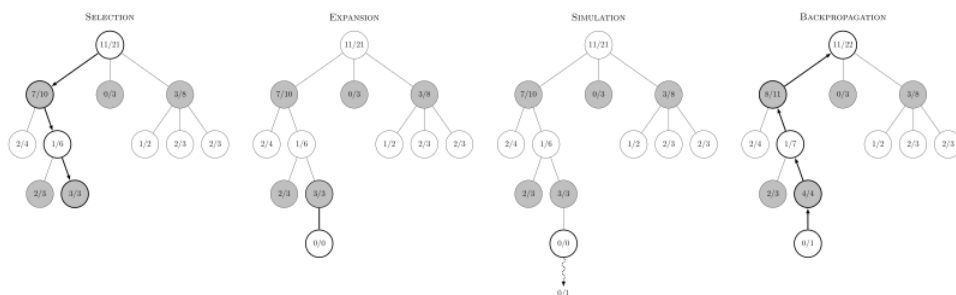 SELECTION EXPANSION SIMULATION BACKPROPAGATION
11/21 11/21 11/21 11/22
7/10 0/3 3/8 7/10 0/3 3/8 7/10 0/3 3/8 8/11 0/3 3/8
2/4 1/6 1/2 2/3 2/3 2/4 1/6 1/2 2/3 2/3 2/4 1/6 1/2 2/3 2/3 2/4 1/7 1/2 2/3 2/3
2/3 3/3 2/3 3/3 2/3 3/3 2/3 4/4
0/0 0/0 0/1
0/1